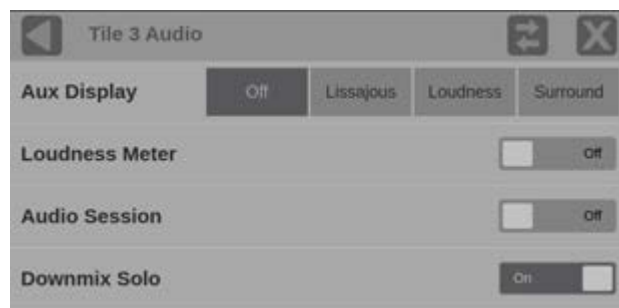 Tile 3 Audio
Aux Display Off Lissajous Loudness Surround
Loudness Meter Off
Audio Session Off
Downmix Solo On